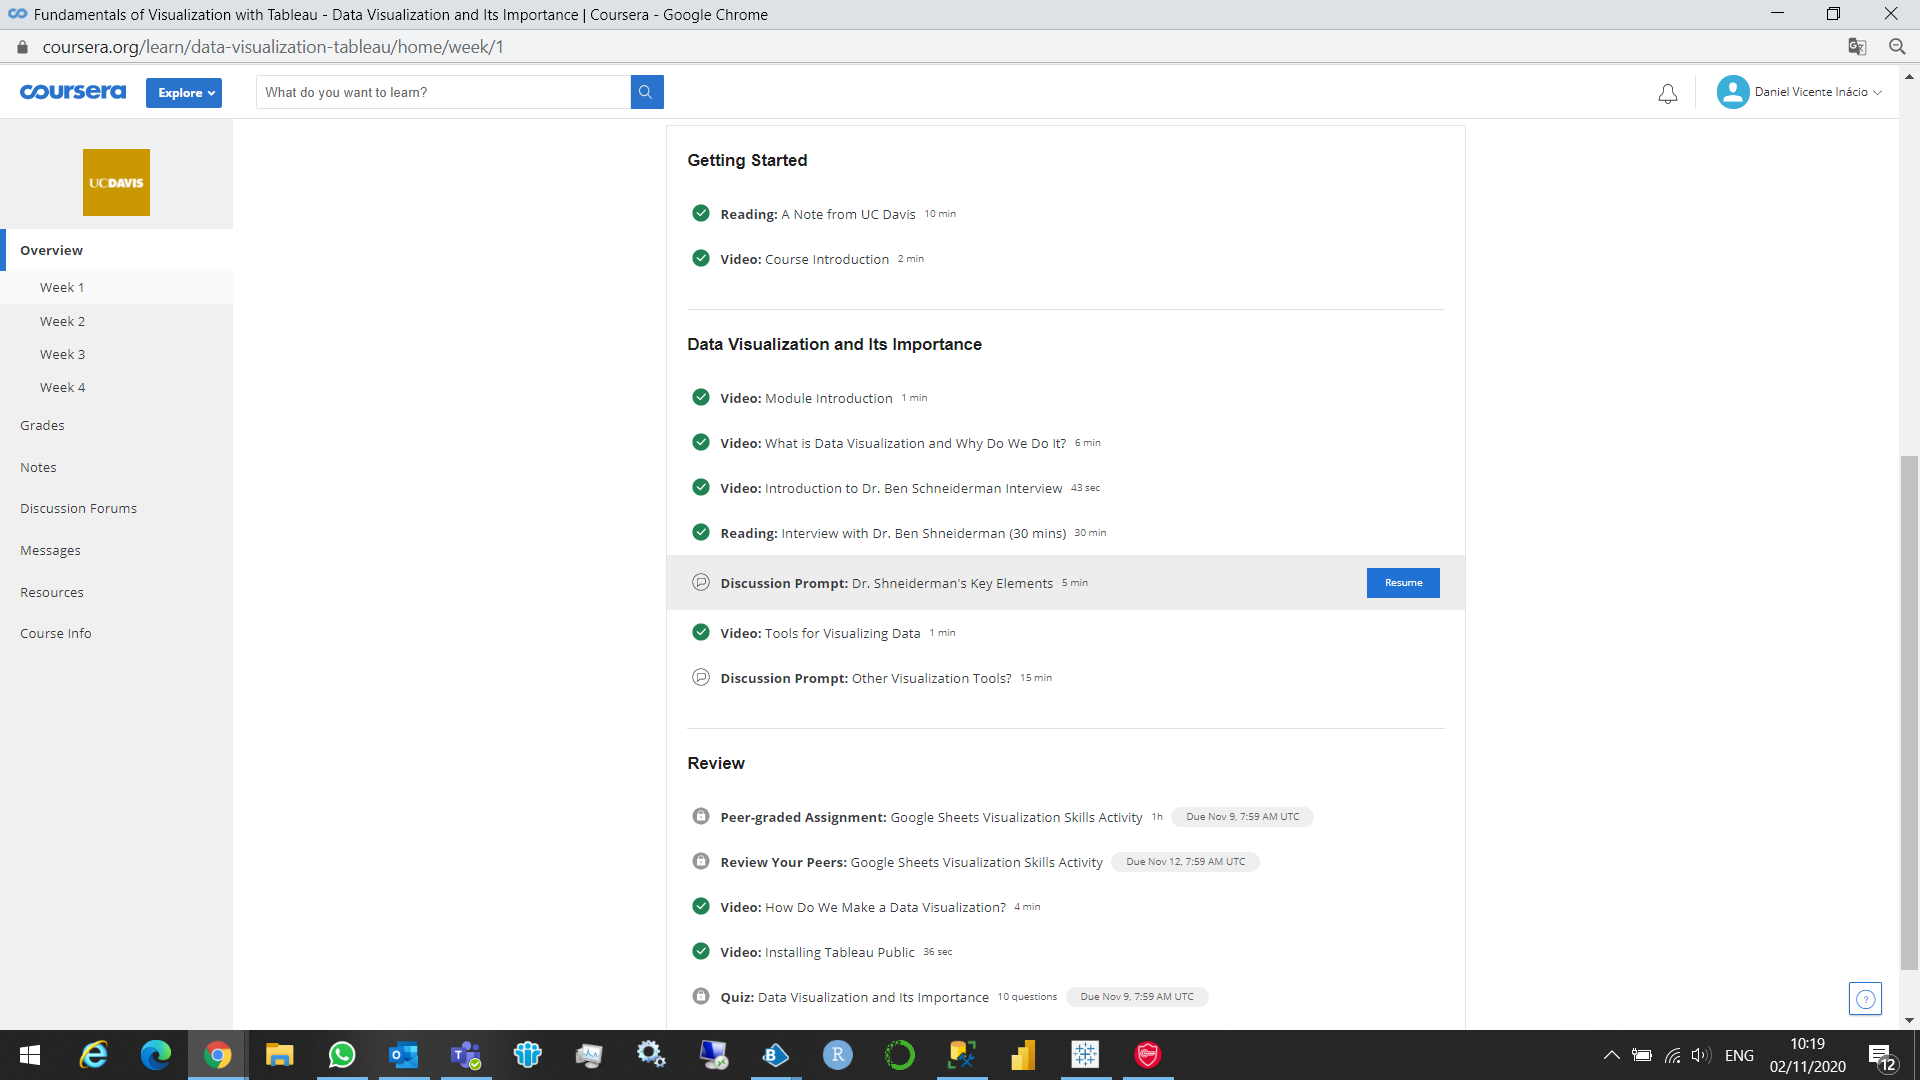 Fundamentals of Visualization with Tableau - Data Visualization and Its Importance | Coursera - Google Chrome
coursera.org/learn/data-visualization-tableau/home/week/1
coursera
Explore
What do you want to learn?
Daniel Vicente Inácio
UCDAVIS
Overview
Week 1
Week 2
Week 3
Week 4
Grades
Notes
Discussion Forums
Messages
Resources
Course Info
Getting Started
Reading: A Note from UC Davis 10 min
Video: Course Introduction 2 min
Data Visualization and Its Importance
Video: Module Introduction 1 min
Video: What is Data Visualization and Why Do We Do It? 6 min
Video: Introduction to Dr. Ben Schneiderman Interview 43 sec
Reading: Interview with Dr. Ben Shneiderman (30 mins) 30 min
Discussion Prompt: Dr. Shneiderman's Key Elements 5 min
Resume
Video: Tools for Visualizing Data 1 min
Discussion Prompt: Other Visualization Tools? 15 min
Review
Peer-graded Assignment: Google Sheets Visualization Skills Activity 1h Due Nov 9, 7:59 AM UTC
Review Your Peers: Google Sheets Visualization Skills Activity Due Nov 12, 7:59 AM UTC
Video: How Do We Make a Data Visualization? 4 min
Video: Installing Tableau Public 36 sec
Quiz: Data Visualization and Its Importance 10 questions Due Nov 9, 7:59 AM UTC
?
B
R
ENG
10:19
02/11/2020
12